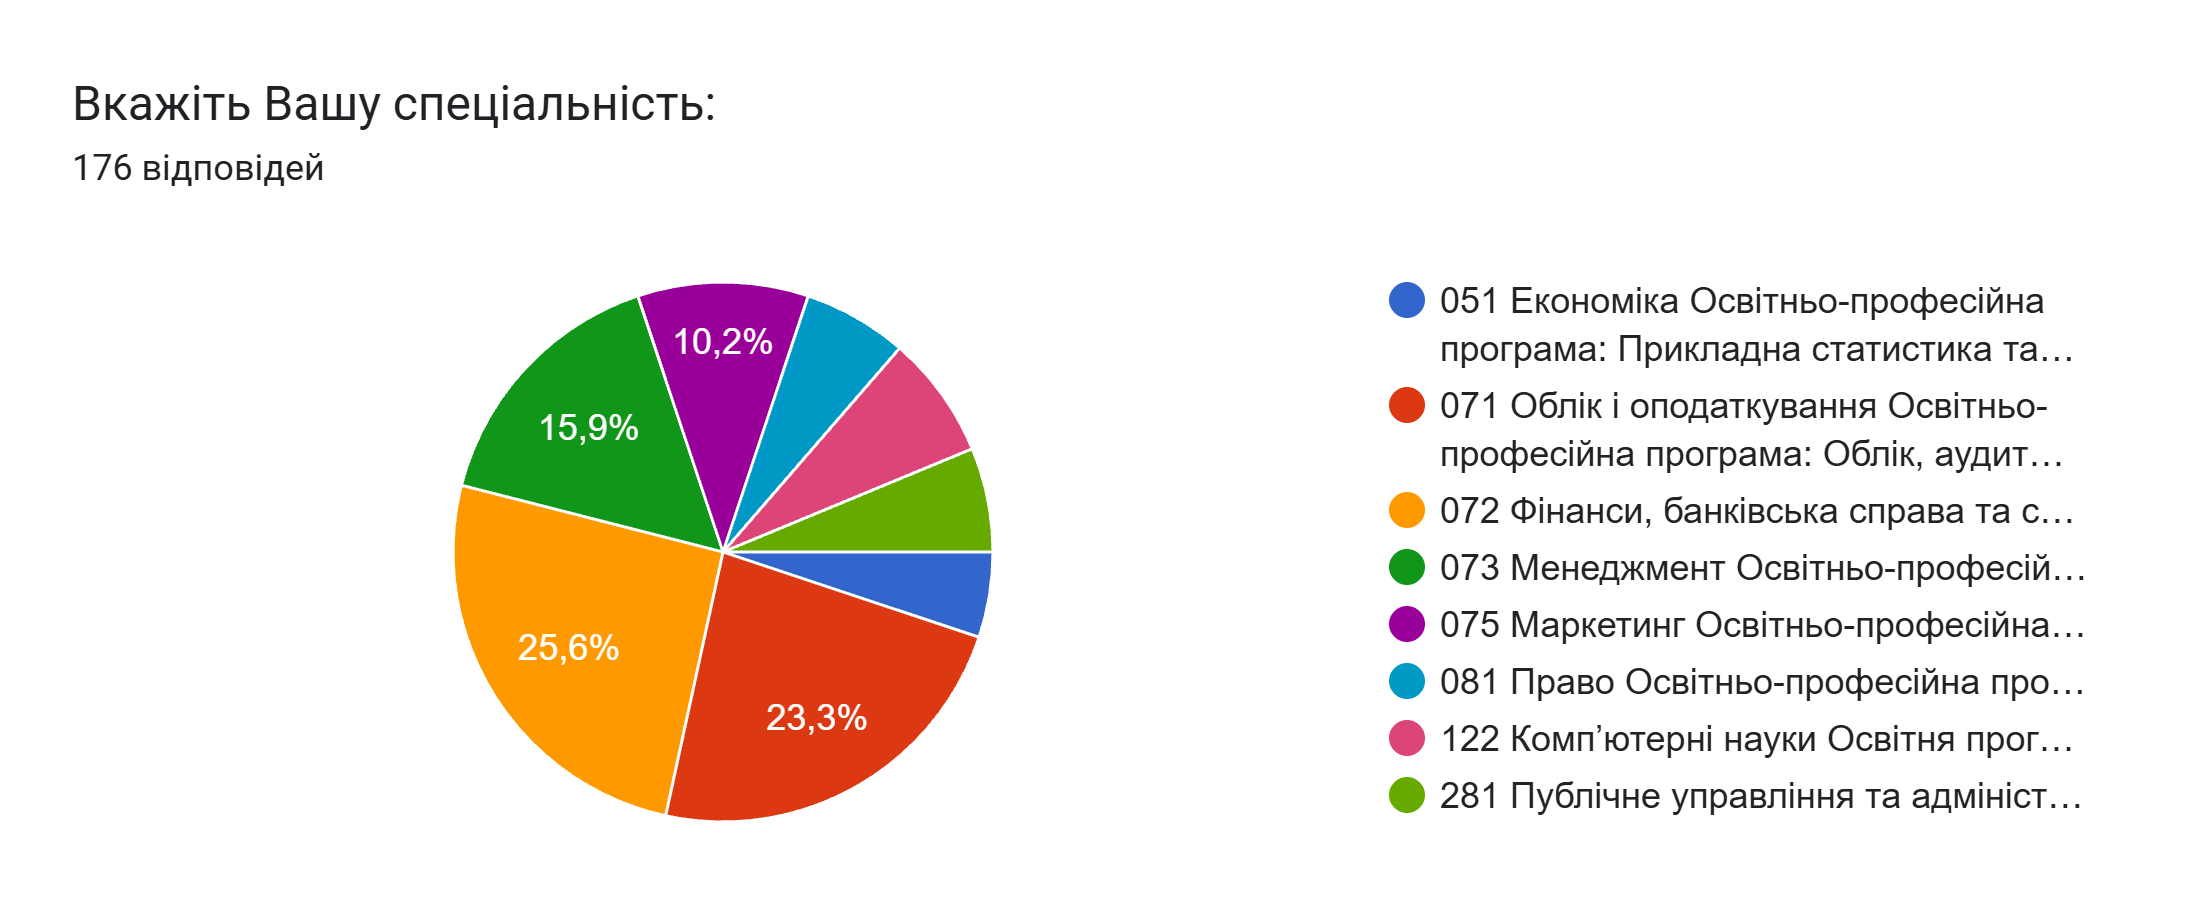 Вкажіть Вашу спеціальність:
176 відповідей
10,2%
15,9%
25,6%
23,3%
051 Економіка Освітньо-професійна
програма: Прикладна статистика та…
071 Облік і оподаткування Освітньо-
професійна програма: Облік, аудит…
072 Фінанси, банківська справа та с…
073 Менеджмент Освітньо-професій…
075 Маркетинг Освітньо-професійна…
081 Право Освітньо-професійна про…
122 Комп’ютерні науки Освітня прог…
281 Публічне управління та адмініст…